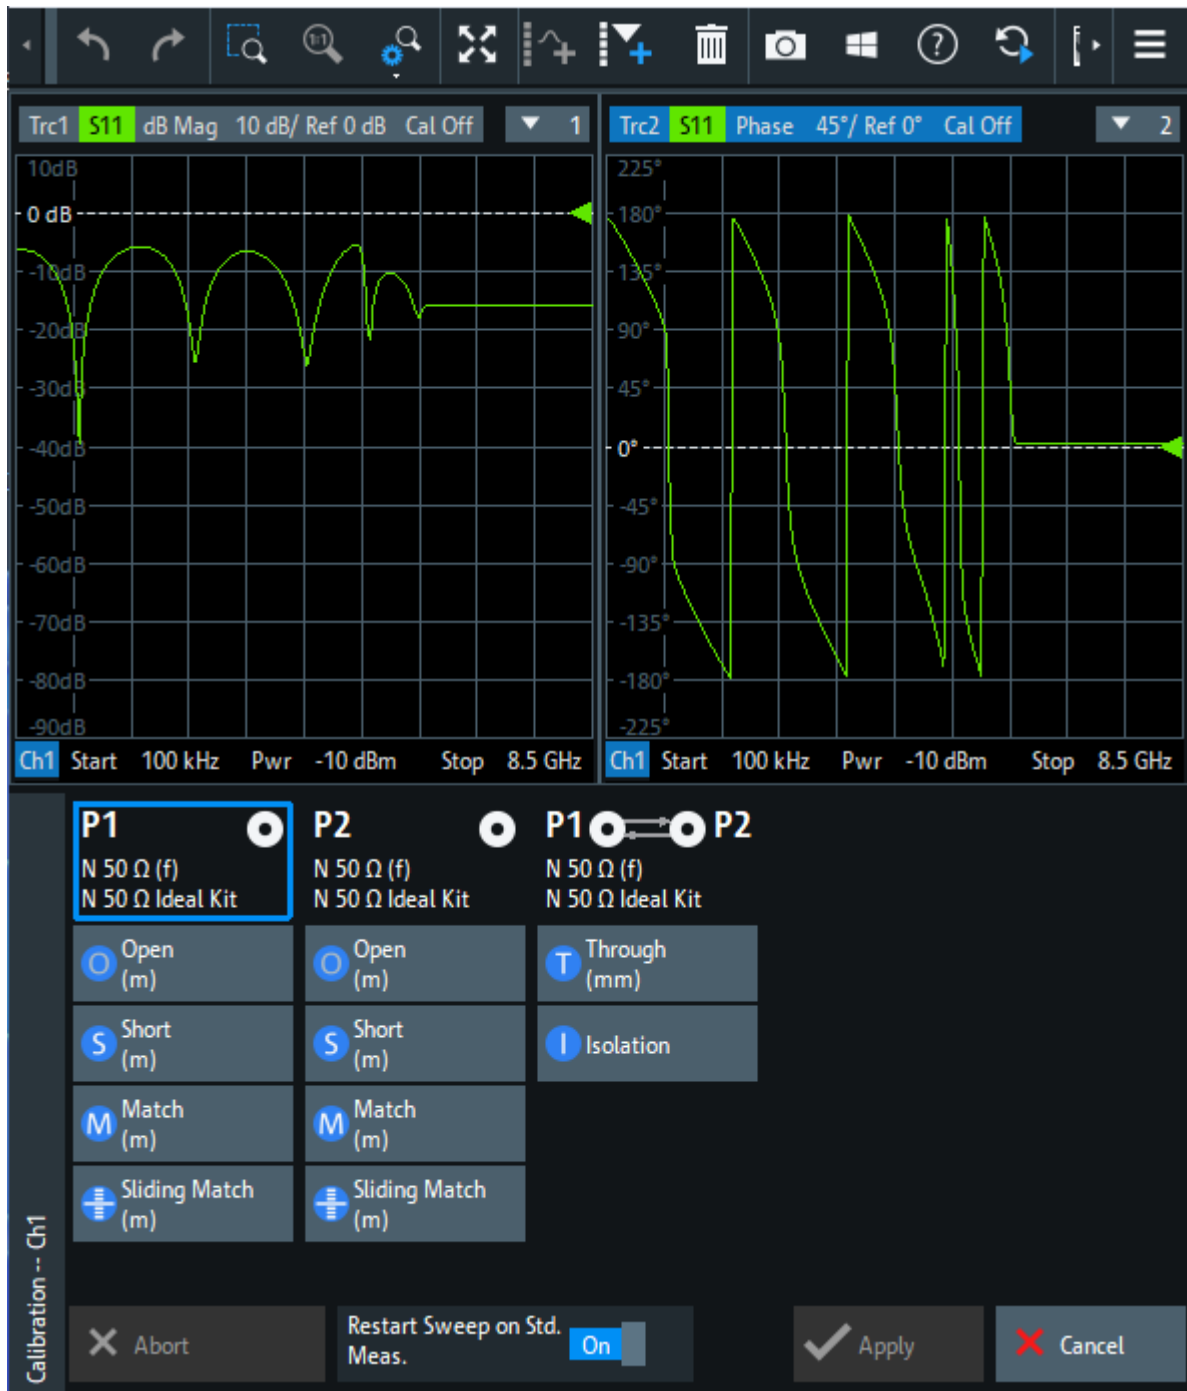 1:1
Trc1 S11 dB Mag 10 dB/ Ref 0 dB Cal Off 1
10dB
0 dB
-10dB
-20dB
-30dB
-40dB
-50dB
-60dB
-70dB
-80dB
-90dB
Ch1 Start 100 kHz Pwr -10 dBm Stop 8.5 GHz
Trc2 S11 Phase 45°/ Ref 0° Cal Off 2
225°
180°
135°
90°
45°
0°
-45°
-90°
-135°
-180°
-225°
Ch1 Start 100 kHz Pwr -10 dBm Stop 8.5 GHz
Calibration -- Ch1
P1
N 50 Ω (f)
N 50 Ω Ideal Kit
O Open
(m)
S Short
(m)
M Match
(m)
Sliding Match
(m)
P2
N 50 Ω (f)
N 50 Ω Ideal Kit
O Open
(m)
S Short
(m)
M Match
(m)
Sliding Match
(m)
P1 P2
N 50 Ω (f)
N 50 Ω Ideal Kit
T Through
(mm)
I Isolation
Abort
Restart Sweep on Std.
Meas.
On
Apply
Cancel